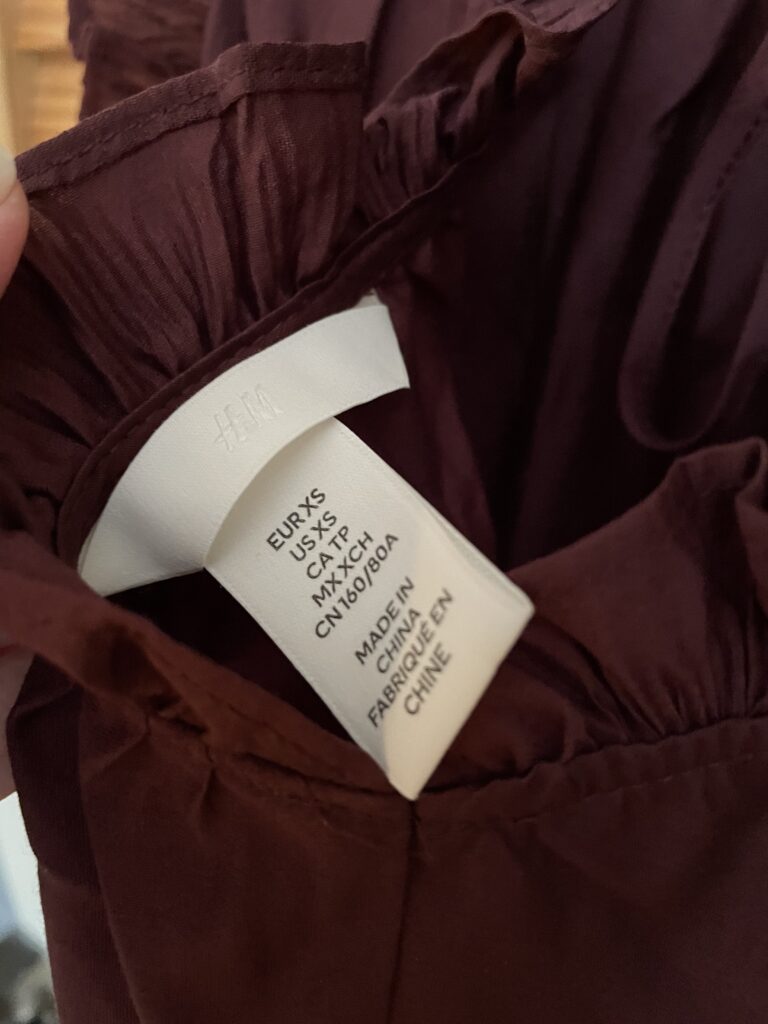 H&M
EUR XS
US XS
CA TP
MX XCH
CN 160/80A
MADE IN
CHINA
FABRIQUÉ EN
CHINE